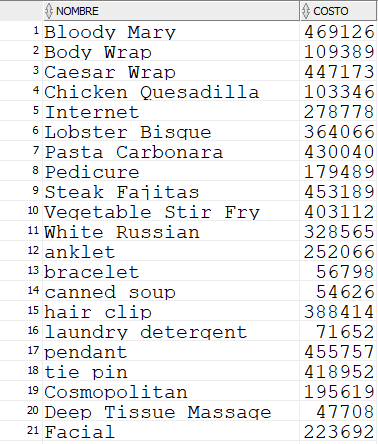 NOMBRE COSTO
1 Bloody Mary 469126
2 Body Wrap 109389
3 Caesar Wrap 447173
4 Chicken Quesadilla 103346
5 Internet 278778
6 Lobster Bisque 364066
7 Pasta Carbonara 430040
8 Pedicure 179489
9 Steak Fajitas 453189
10 Vegetable Stir Fry 403112
11 White Russian 328565
12 anklet 252066
13 bracelet 56798
14 canned soup 54626
15 hair clip 388414
16 laundry detergent 71652
17 pendant 455757
18 tie pin 418952
19 Cosmopolitan 195619
20 Deep Tissue Massage 47708
21 Facial 223692